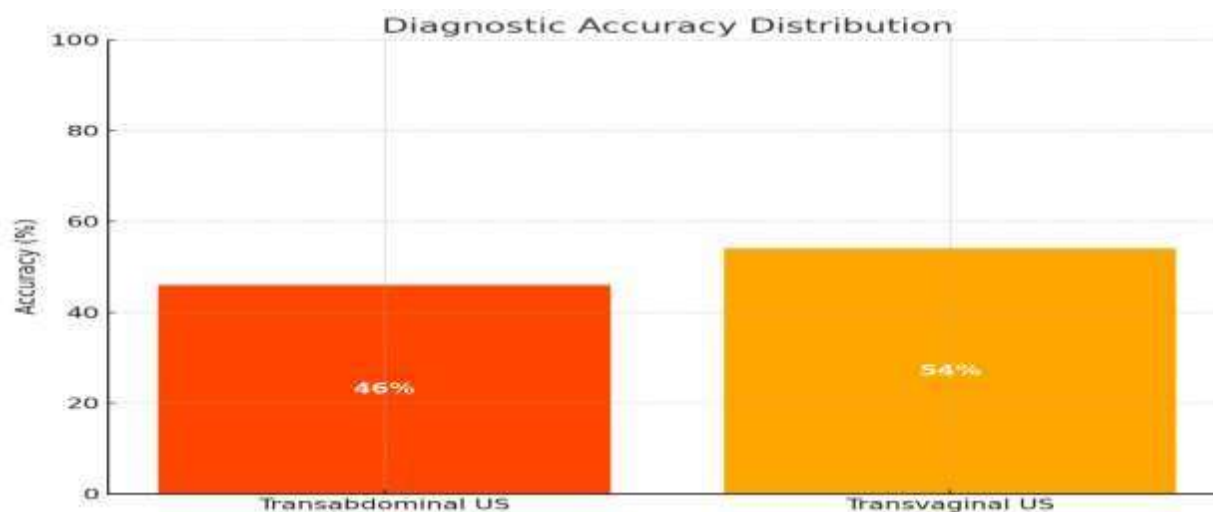 Diagnostic Accuracy Distribution
100
80
60
40
20
0
Accuracy (%)
46%
54%
Transabdominal US
Transvaginal US